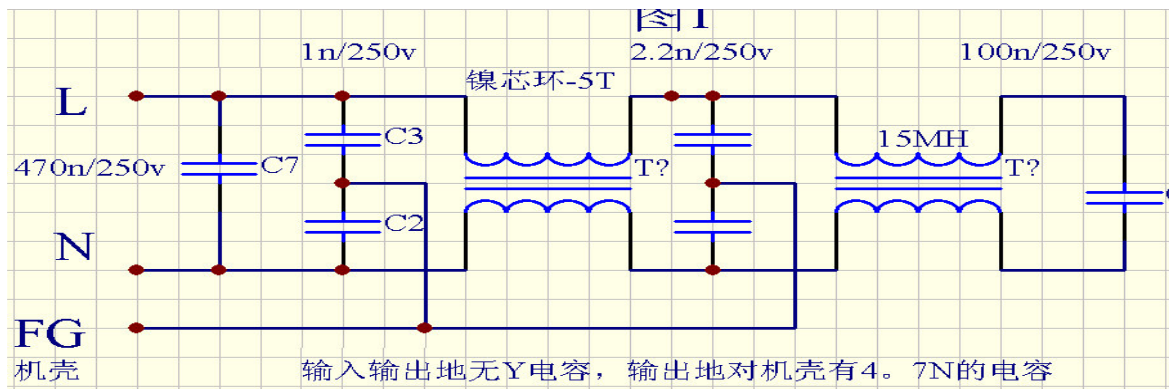 图1
1n/250v
2.2n/250v
100n/250v
镍芯环-5T
L
C3
15MH
470n/250v
C7
T?
T?
C2
N
FG
机壳
输入输出地无Y电容，输出地对机壳有4。7N的电容